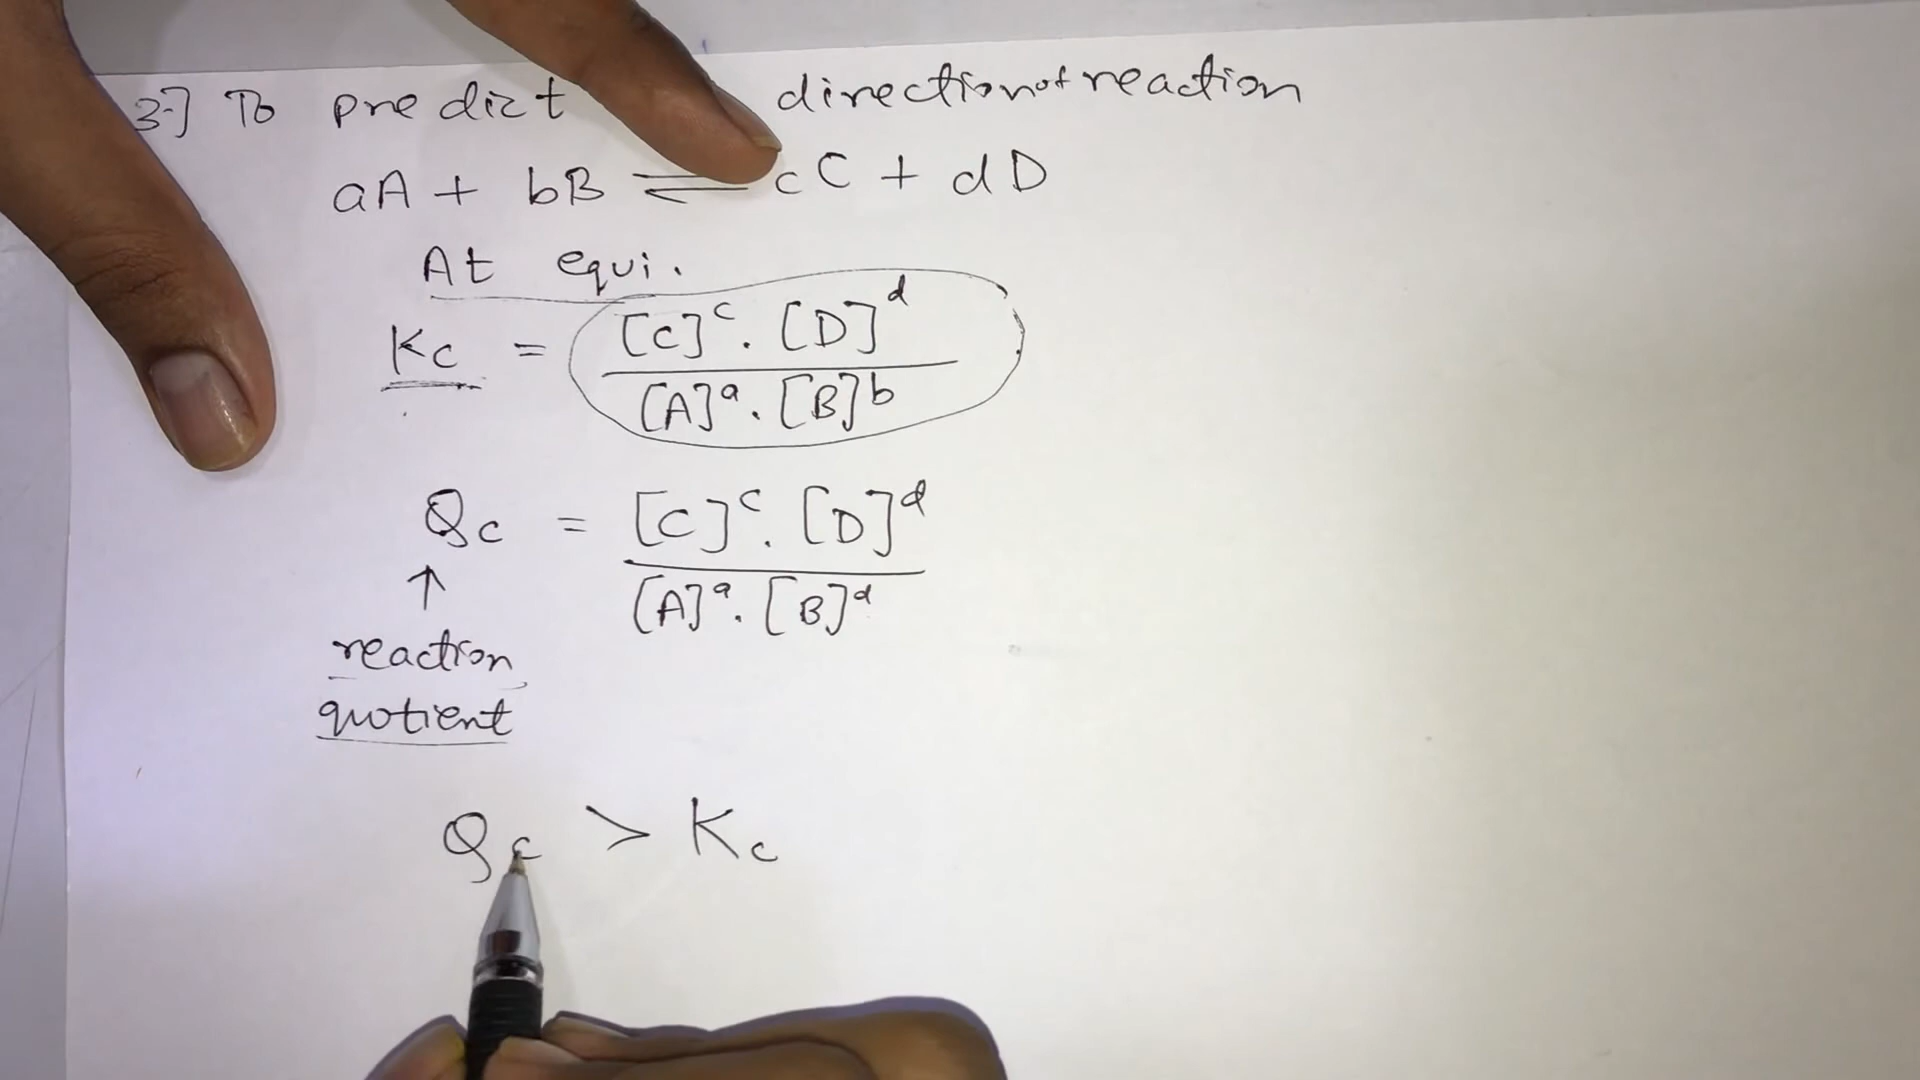 3-] To predict directionof reaction
aA + bB ⇌ cC + dD
At equi.
Kc = [C]ᶜ . [D]ᵈ
[A]ᵃ . [B]ᵇ
Qc = [C]ᶜ . [D]ᵈ
[A]ᵃ . [B]ᵈ
↑
reaction
quotient
Qc > Kc